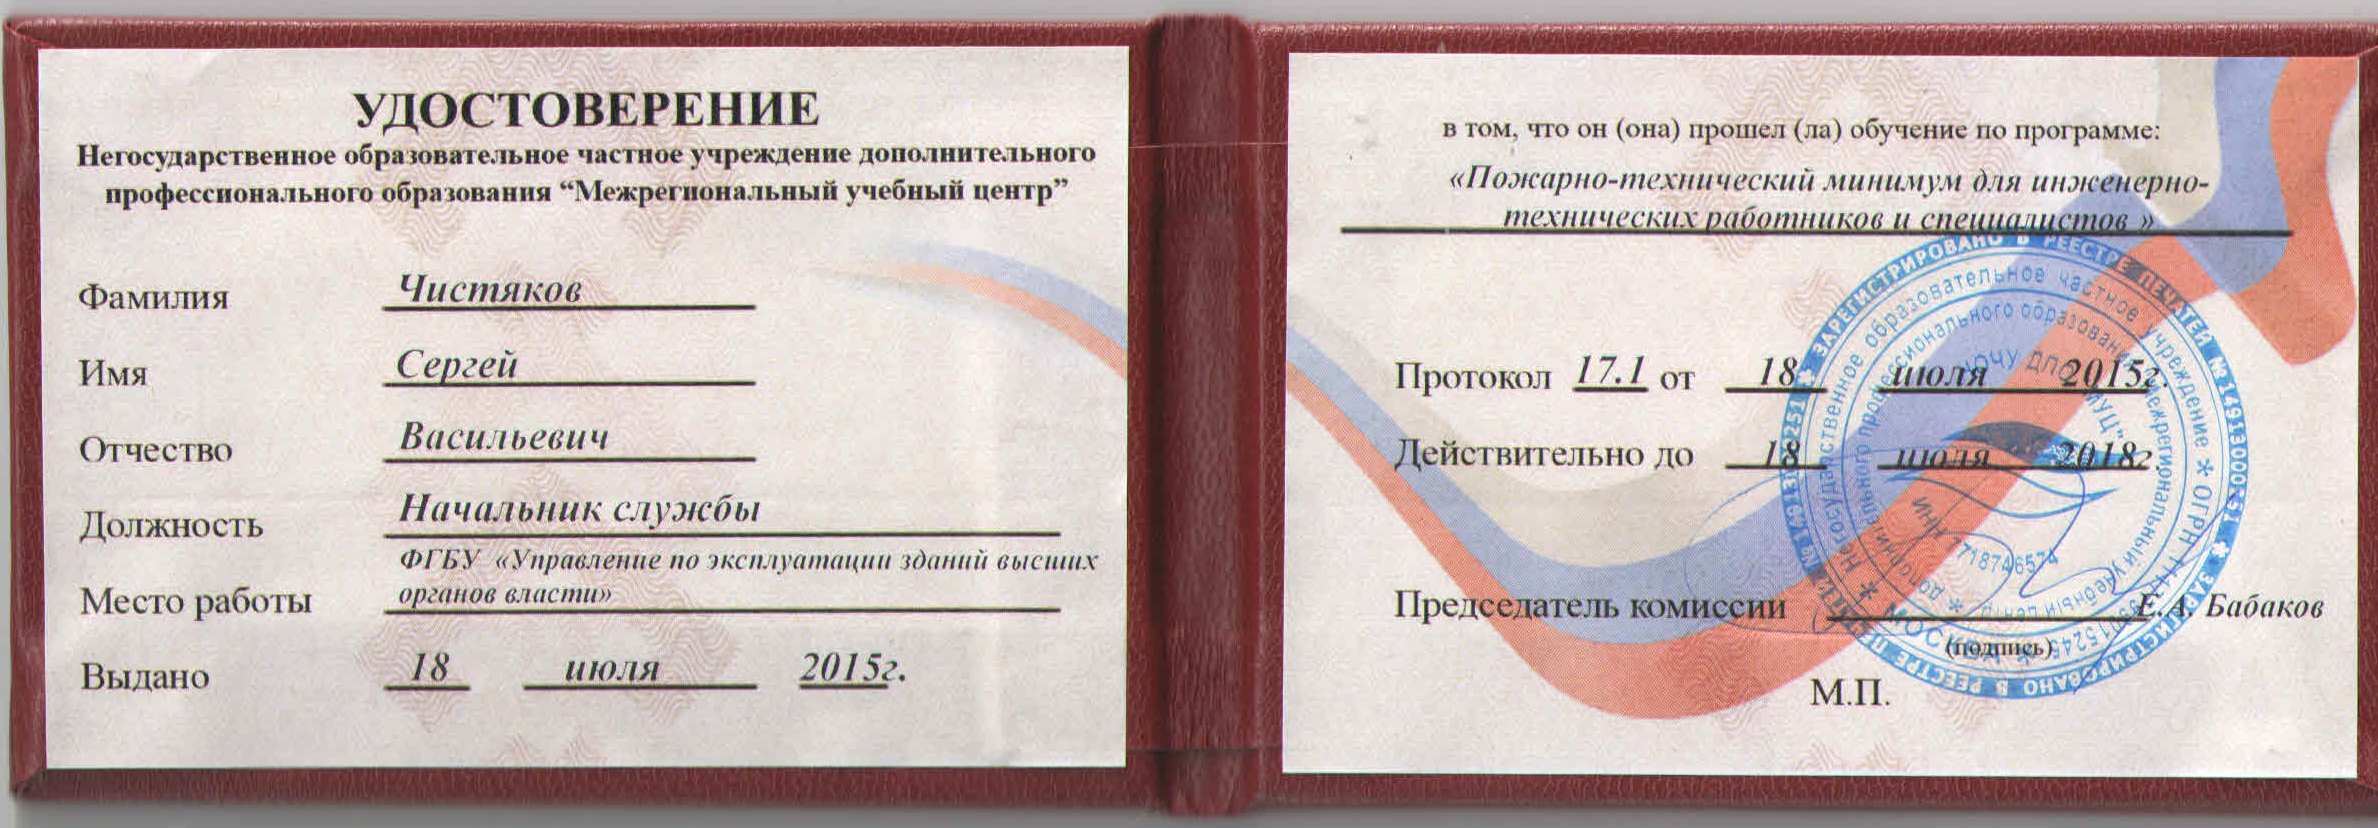 УДОСТОВЕРЕНИЕ
Негосударственное образовательное частное учреждение дополнительного
профессионального образования “Межрегиональный учебный центр”
Фамилия Чистяков
Имя Сергей
Отчество Васильевич
Должность Начальник службы
ФГБУ «Управление по эксплуатации зданий высших
Место работы органов власти»
Выдано 18 июля 2015г.
в том, что он (она) прошел (ла) обучение по программе:
«Пожарно-технический минимум для инженерно-
технических работников и специалистов »
Протокол 17.1 от 18 июля 2015г.
Действительно до 18 июля 2018г.
Председатель комиссии Е.А. Бабаков
(подпись)
М.П.
ЗАРЕГИСТРИРОВАНО В РЕЕСТРЕ ПЕЧАТЕЙ №
Негосударственное образовательное частное учреждение * ОГРН
* МОСКВА *
профессионального образования Межрегиональный учебный центр
НОЧУ ДПО "МУЦ"
ИНН 7718746574